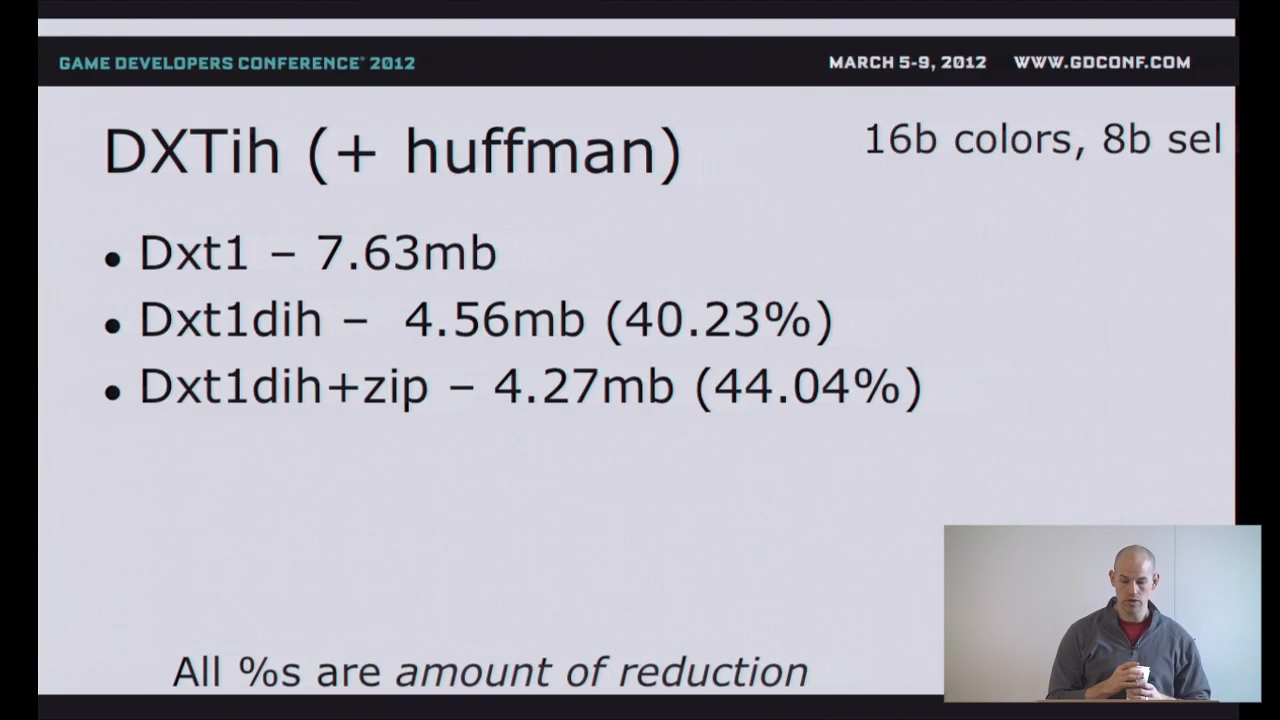 GAME DEVELOPERS CONFERENCE® 2012 MARCH 5-9, 2012 WWW.GDCONF.COM
DXTih (+ huffman) 16b colors, 8b sel
• Dxt1 – 7.63mb
• Dxt1dih – 4.56mb (40.23%)
• Dxt1dih+zip – 4.27mb (44.04%)
All %s are amount of reduction